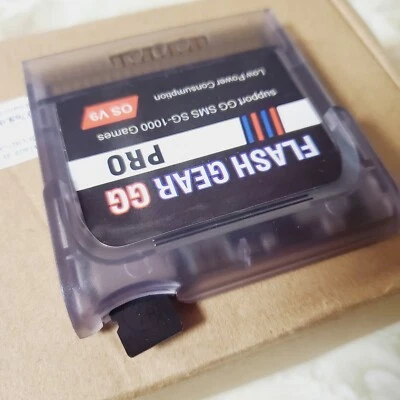 FLASH GEAR GG
PRO
support GG SMS SG-1000 Games
Low Power Consumption
OS V9